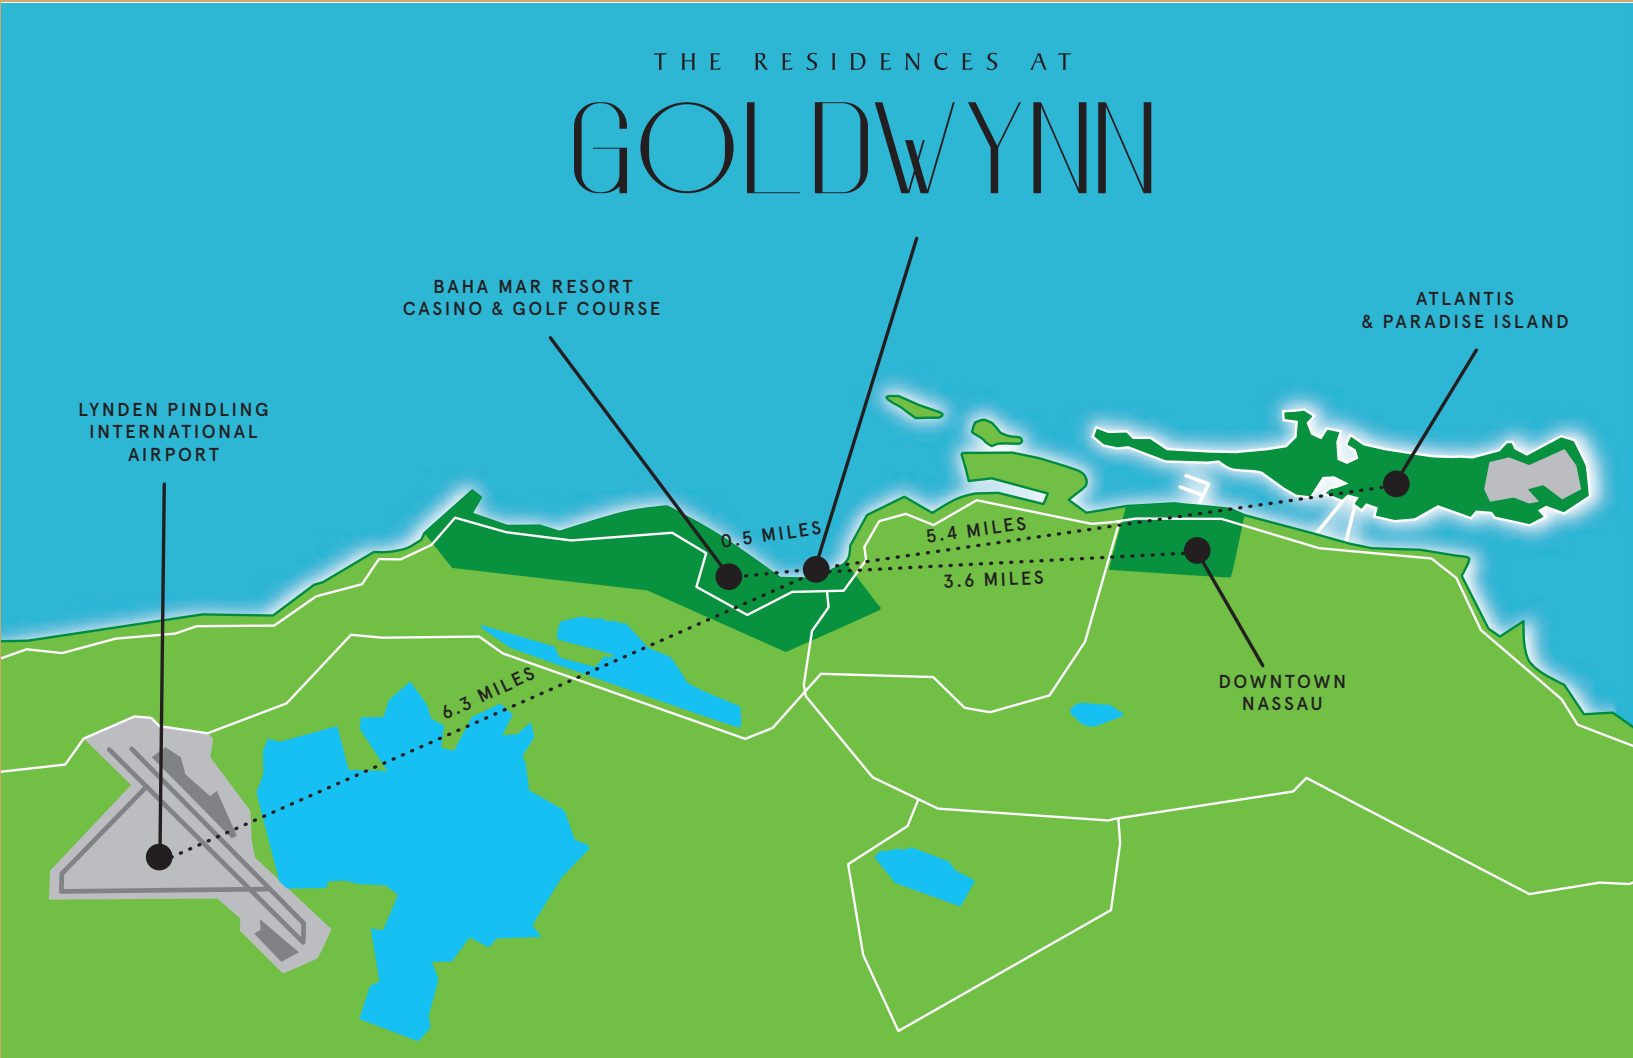 THE RESIDENCES AT
GOLDWYNN
BAHA MAR RESORT
CASINO & GOLF COURSE
ATLANTIS
& PARADISE ISLAND
LYNDEN PINDLING
INTERNATIONAL
AIRPORT
0.5 MILES
5.4 MILES
3.6 MILES
6.3 MILES
DOWNTOWN
NASSAU